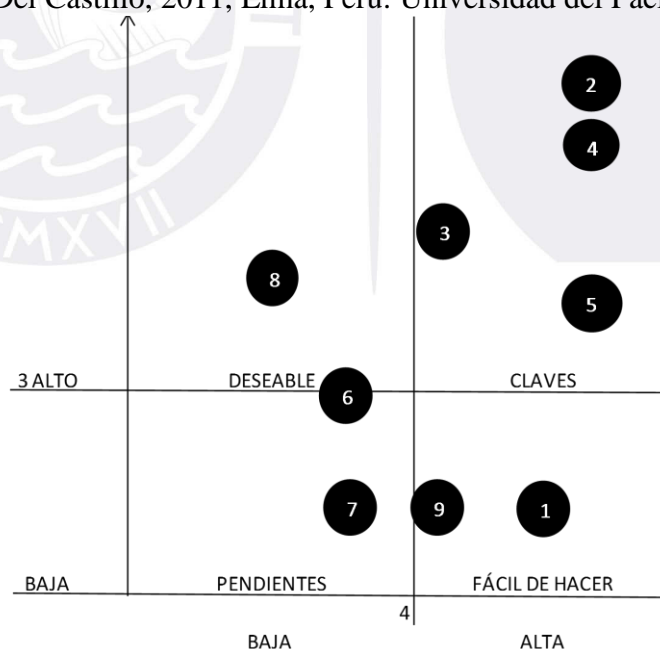 Del Castillo, 2011, Lima, Perú: Universidad del Pací
2
4
3
8
5
3 ALTO
DESEABLE
CLAVES
6
7
9
1
BAJA
PENDIENTES
FÁCIL DE HACER
4
BAJA
ALTA
MXVII